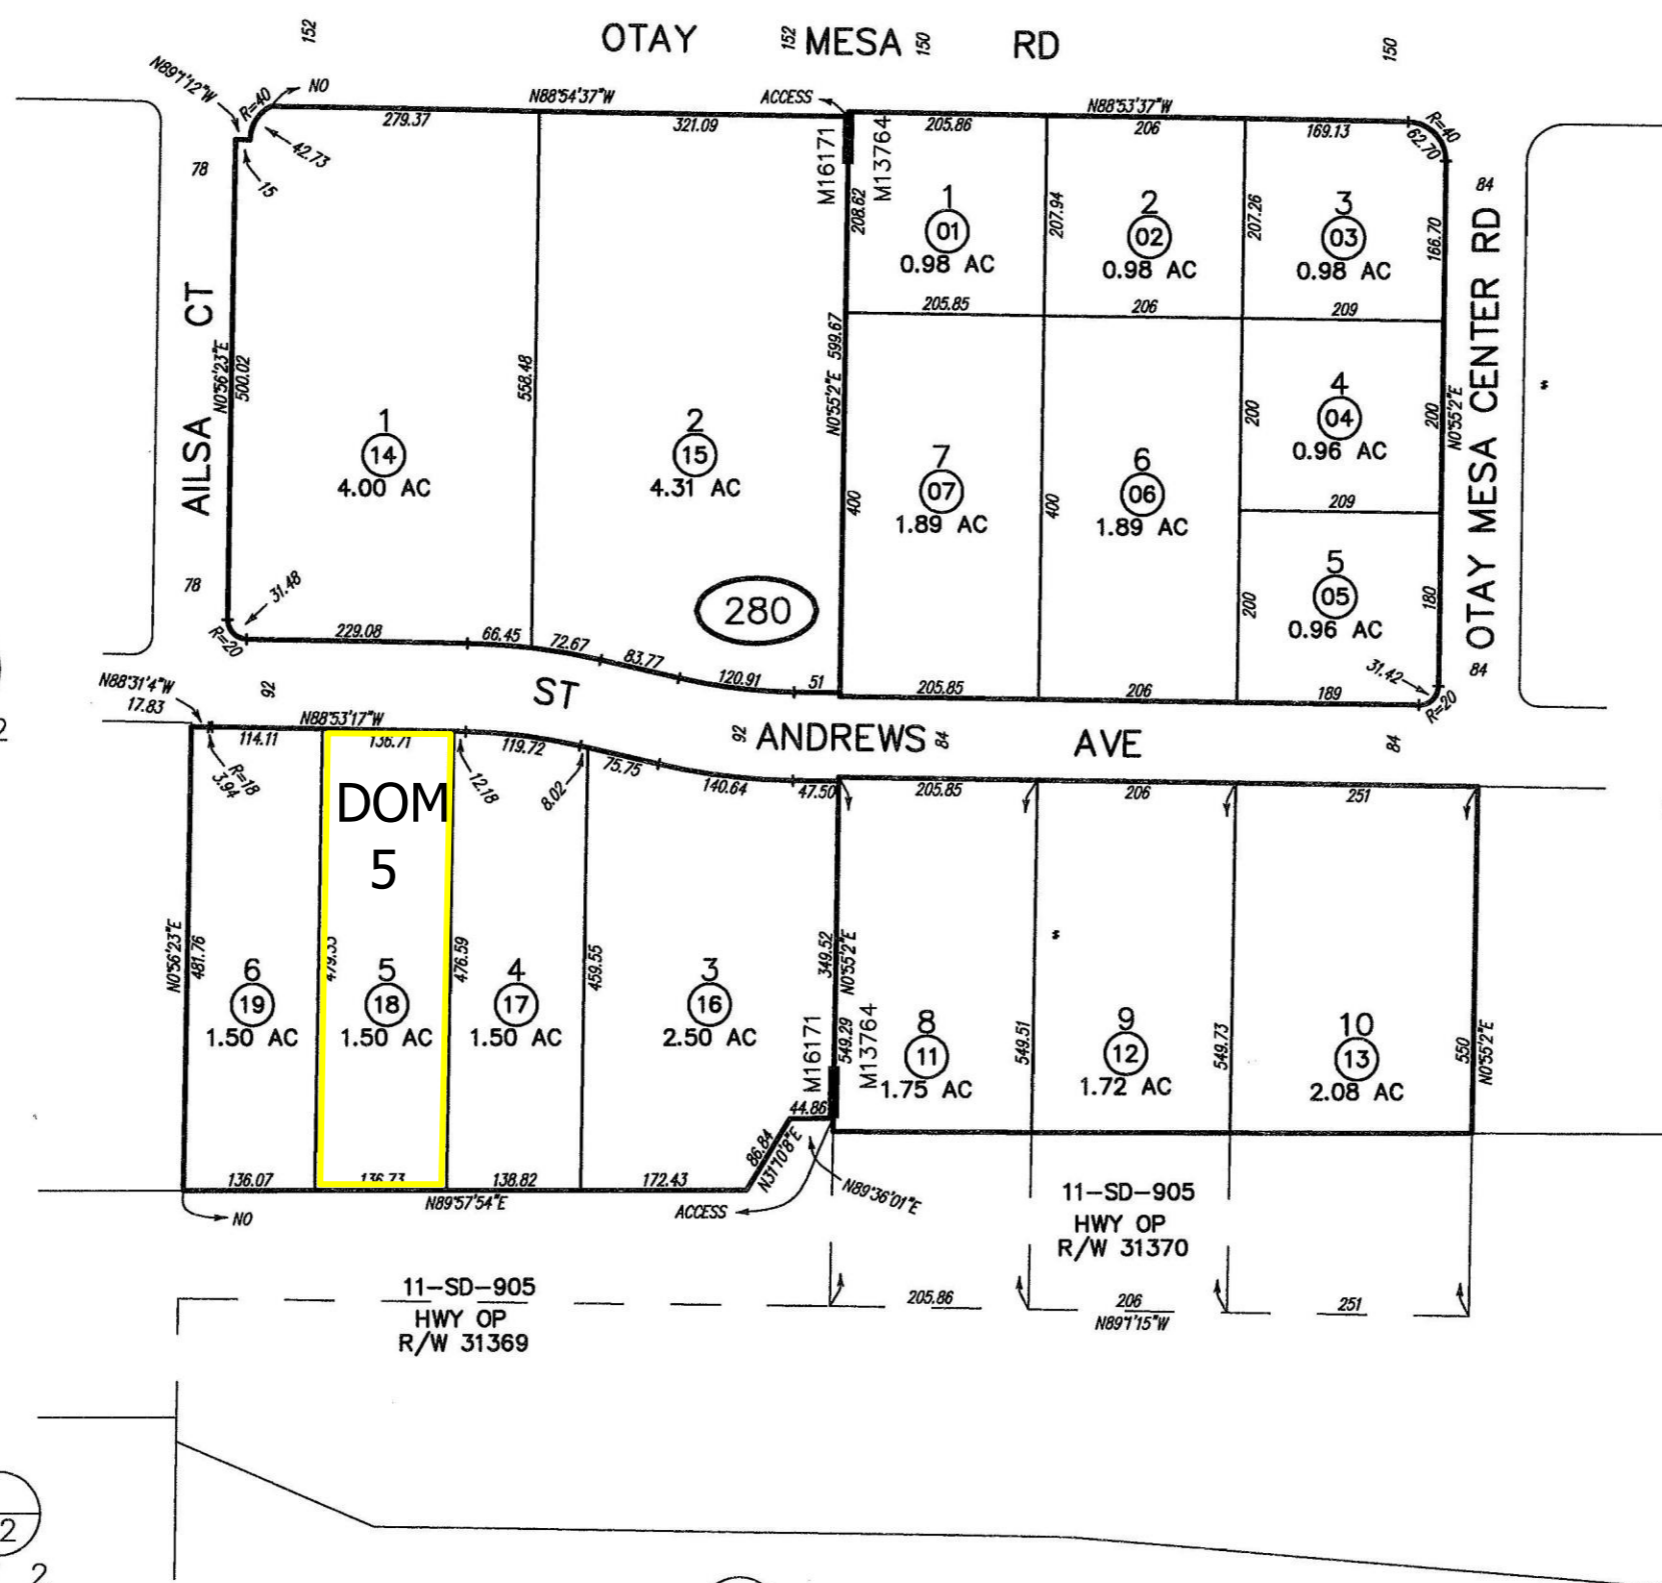 152
OTAY
152
MESA
150
RD
150
N89°1'12"W
R=40
NO
N88°54'37"W
ACCESS
N88°53'37"W
R=40
279.37
321.09
205.86
206
169.13
62.70
42.73
15
78
M16171
M13764
84
208.62
1
01
0.98 AC
207.94
2
02
0.98 AC
207.26
3
03
0.98 AC
166.70
205.85
206
209
AILSA CT
N0°56'23"E
500.02
558.48
N0°55'2"E 599.67
OTAY MESA CENTER RD
1
14
4.00 AC
2
15
4.31 AC
400
7
07
1.89 AC
400
6
06
1.89 AC
200
4
04
0.96 AC
200
N0°55'2"E
209
200
5
05
0.96 AC
180
78
31.48
280
R=20
229.08
66.45
72.67
83.77
120.91
51
205.85
206
189
31.42
84
R=20
N88°31'4"W
17.83
92
ST
92
ANDREWS
84
AVE
84
N88°53'17"W
114.11
136.71
119.72
75.75
140.64
47.50
205.85
206
251
R=18
3.94
12.18
8.02
DOM
5
N0°56'23"E
481.76
479.33
476.59
459.55
349.52
N0°55'2"E
6
19
1.50 AC
5
18
1.50 AC
4
17
1.50 AC
3
16
2.50 AC
M16171
549.29
M13764
8
11
1.75 AC
549.51
9
12
1.72 AC
549.73
10
13
2.08 AC
550
N0°55'2"E
44.86
86.84
N31°10'8"E
N89°36'01"E
136.07
136.73
138.82
172.43
N89°57'54"E
NO
ACCESS
11-SD-905
HWY OP
R/W 31370
11-SD-905
HWY OP
R/W 31369
205.86
206
251
N89°1'15"W
2
2
2